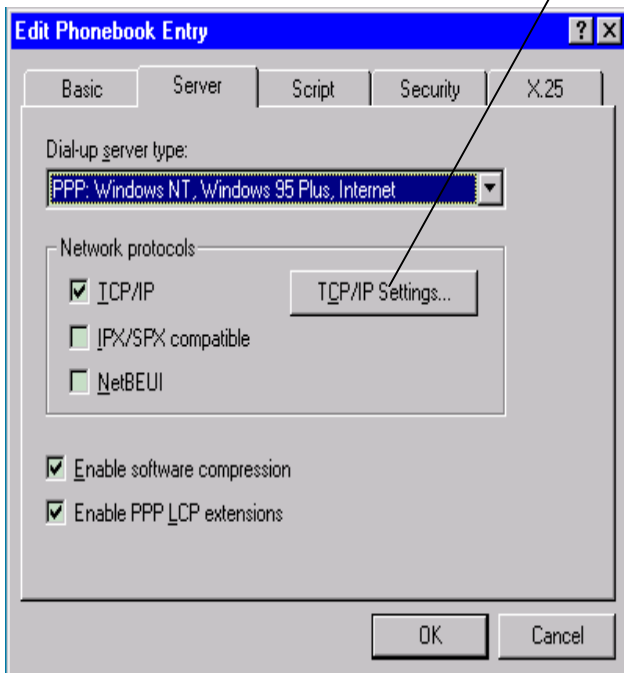 Edit Phonebook Entry
Basic Server Script Security X.25
Dial-up server type:
PPP: Windows NT, Windows 95 Plus, Internet
Network protocols
TCP/IP TCP/IP Settings...
IPX/SPX compatible
NetBEUI
Enable software compression
Enable PPP LCP extensions
OK Cancel